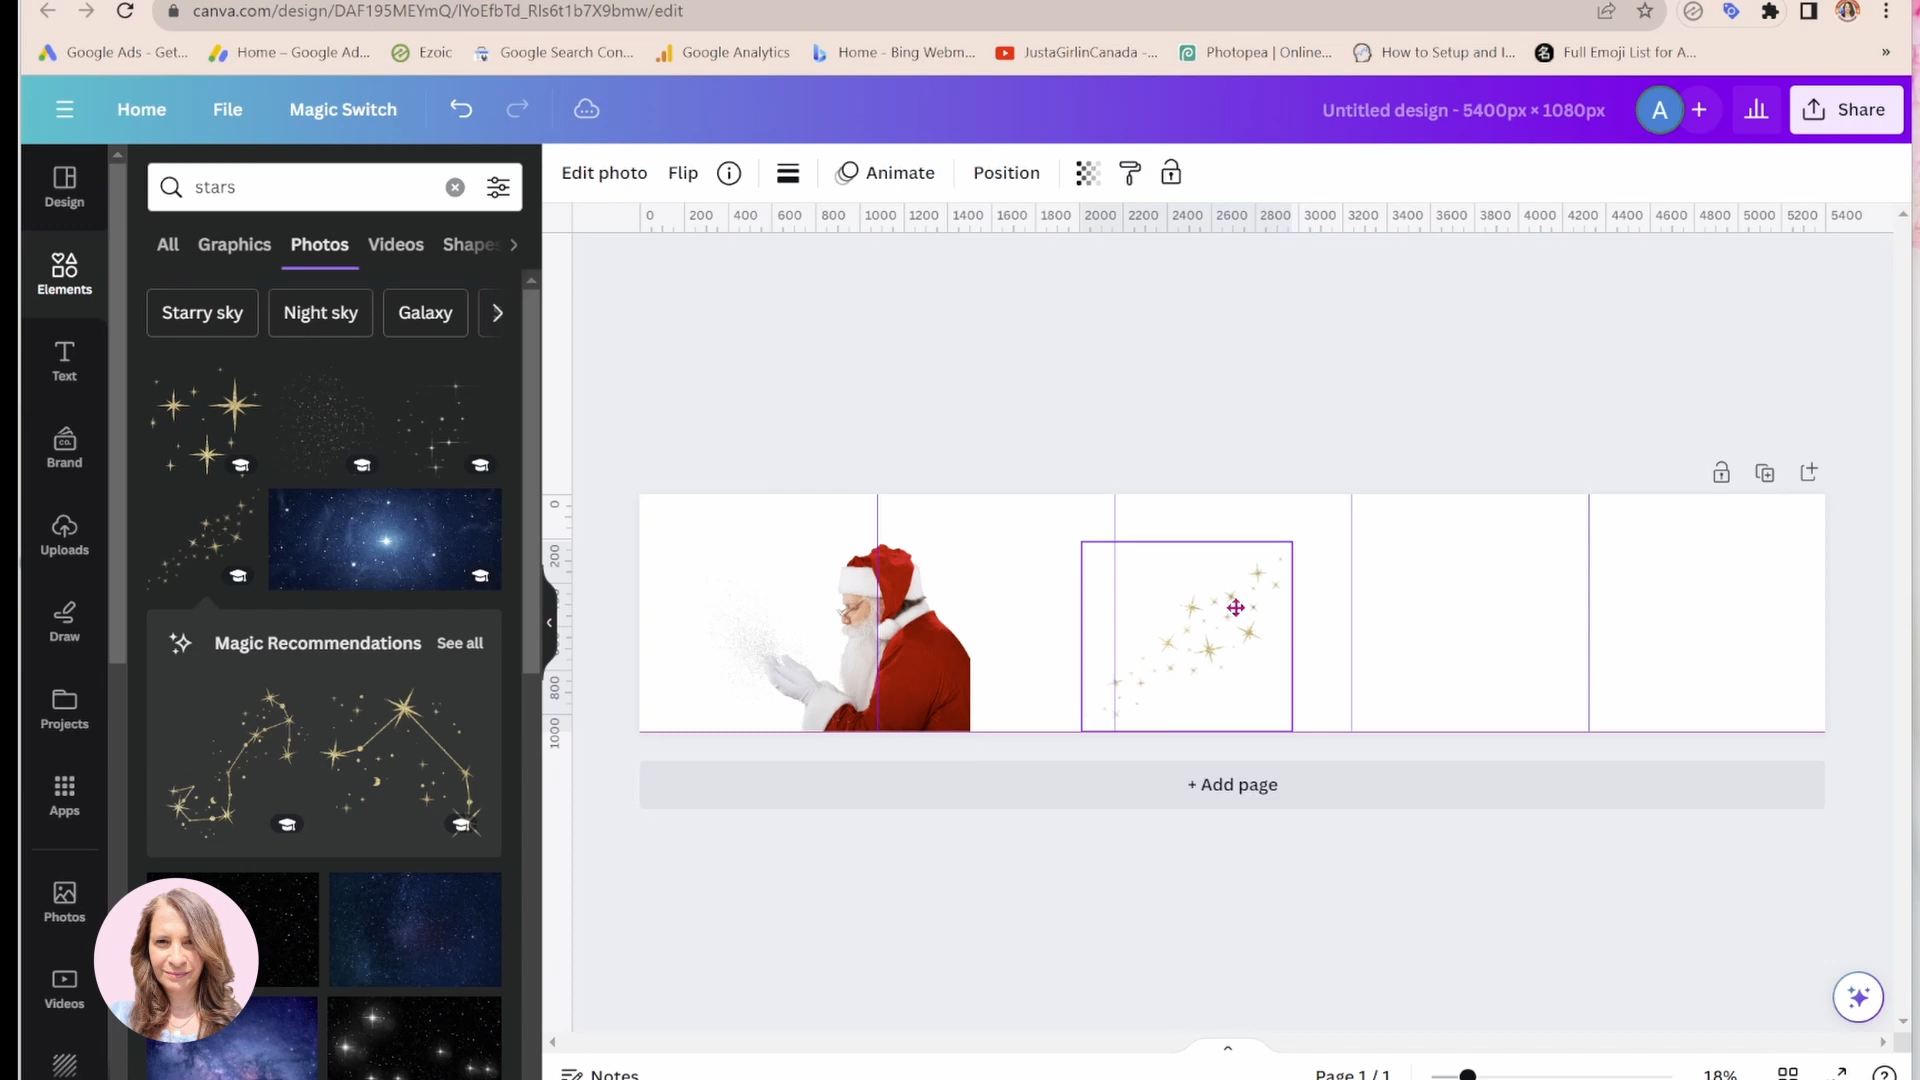 canva.com/design/DAF195MEYmQ/lYoEfbTd_Rls6t1b7X9bmw/edit
Google Ads - Get...
Home – Google Ad...
Ezoic
Google Search Con...
Google Analytics
Home - Bing Webm...
JustaGirlinCanada -...
Photopea | Online...
How to Setup and I...
Full Emoji List for A...
»
Home
File
Magic Switch
Untitled design - 5400px × 1080px
A
+
Share
Design
Elements
Text
Brand
Uploads
Draw
Projects
Apps
Photos
Videos
stars
All
Graphics
Photos
Videos
Shapes
Starry sky
Night sky
Galaxy
Magic Recommendations
See all
Edit photo
Flip
Animate
Position
0 200 400 600 800 1000 1200 1400 1600 1800 2000 2200 2400 2600 2800 3000 3200 3400 3600 3800 4000 4200 4400 4600 4800 5000 5200 5400
0
200
800
1000
+ Add page
Notes
Page 1 / 1
18%